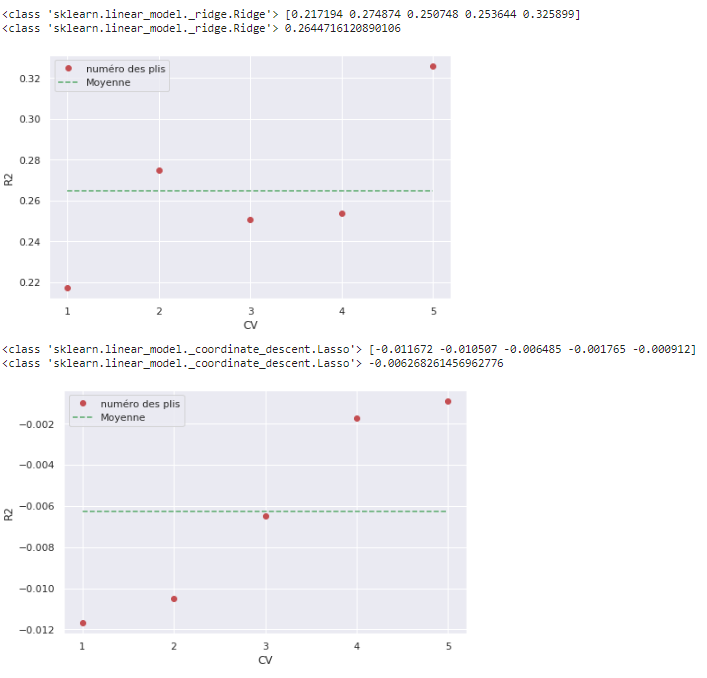 <class 'sklearn.linear_model._ridge.Ridge'> [0.217194 0.274874 0.250748 0.253644 0.325899]
<class 'sklearn.linear_model._ridge.Ridge'> 0.2644716120890106
numéro des plis
Moyenne
0.32
0.30
0.28
0.26
0.24
0.22
R2
1 2 3 4 5
CV
<class 'sklearn.linear_model._coordinate_descent.Lasso'> [-0.011672 -0.010507 -0.006485 -0.001765 -0.000912]
<class 'sklearn.linear_model._coordinate_descent.Lasso'> -0.006268261456962776
numéro des plis
Moyenne
−0.002
−0.004
−0.006
−0.008
−0.010
−0.012
R2
1 2 3 4 5
CV